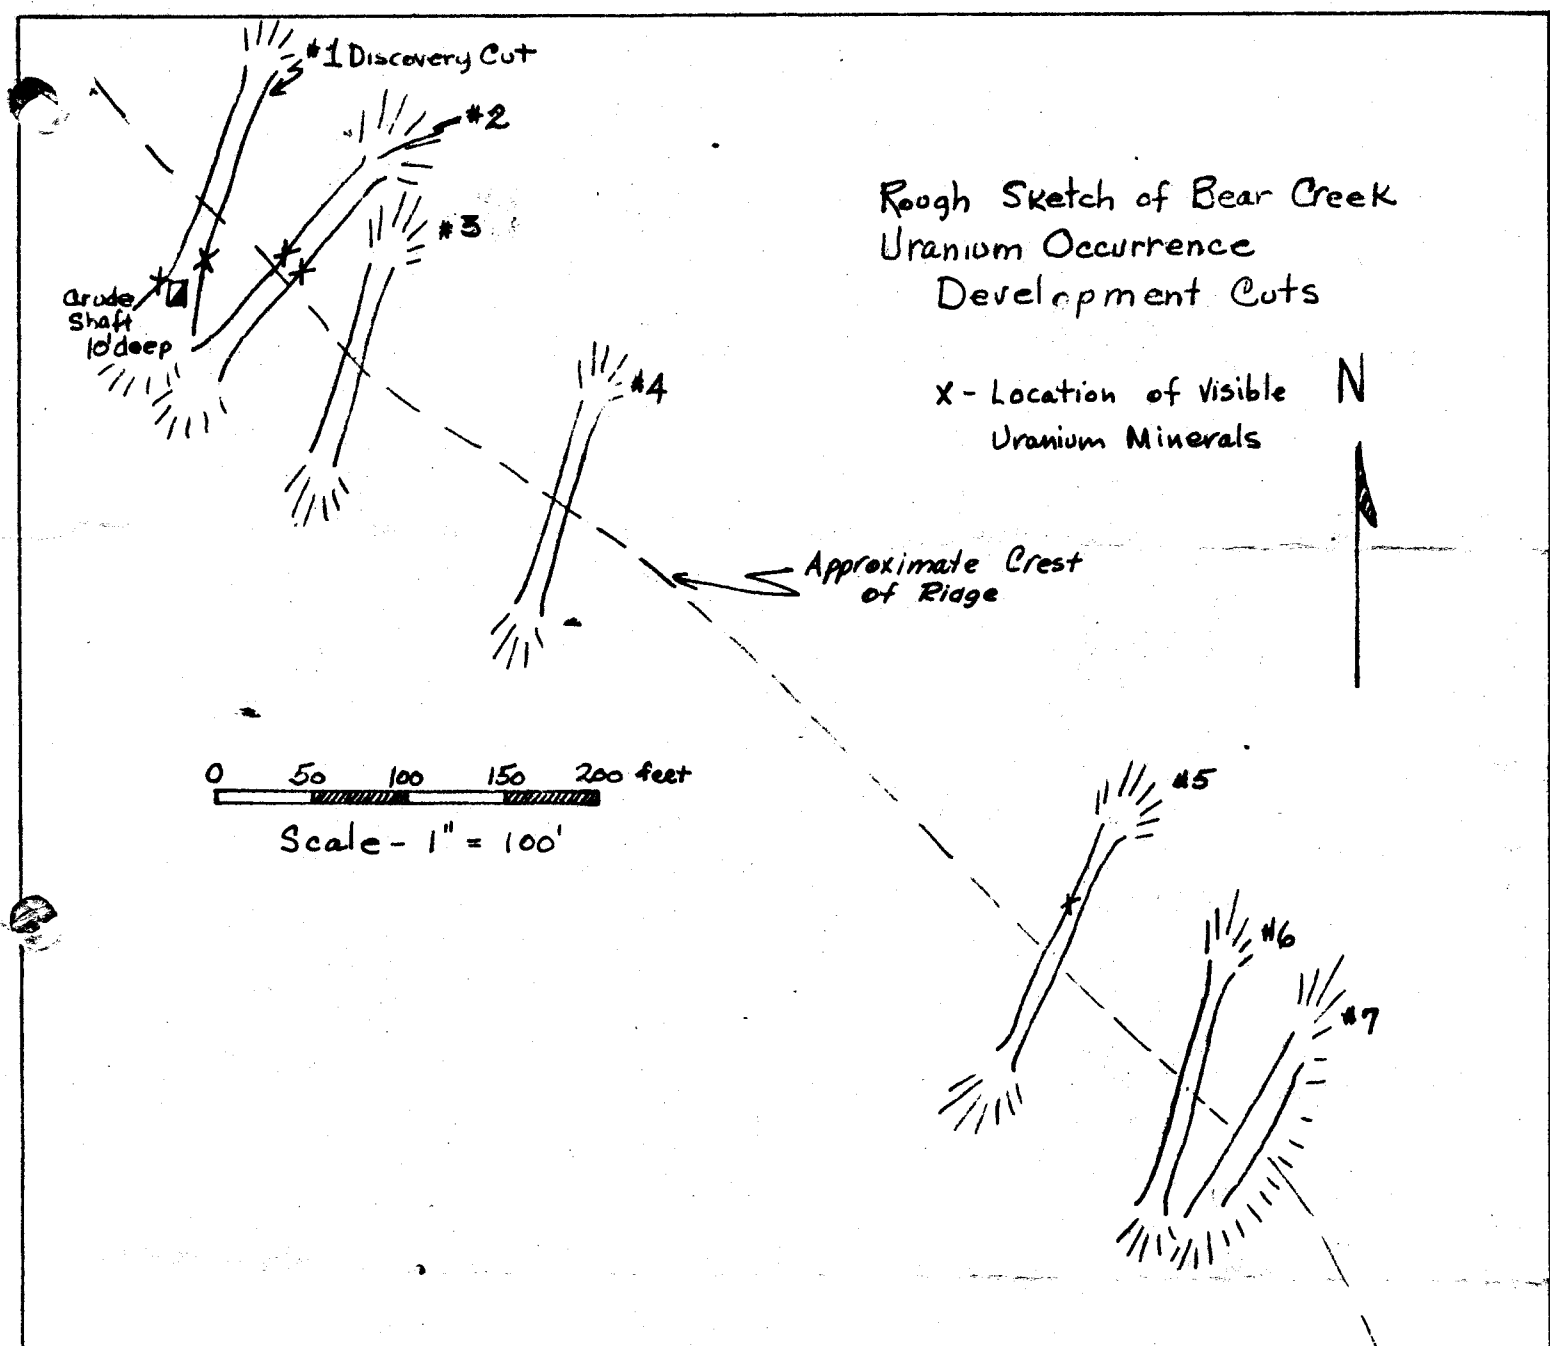 #1 Discovery Cut
#2
#3
Crude
Shaft
10' deep
Rough Sketch of Bear Creek
Uranium Occurrence
Development Cuts
x - Location of Visible
Uranium Minerals
N
#4
Approximate Crest
of Ridge
0 50 100 150 200 feet
Scale - 1" = 100'
#5
#6
#7